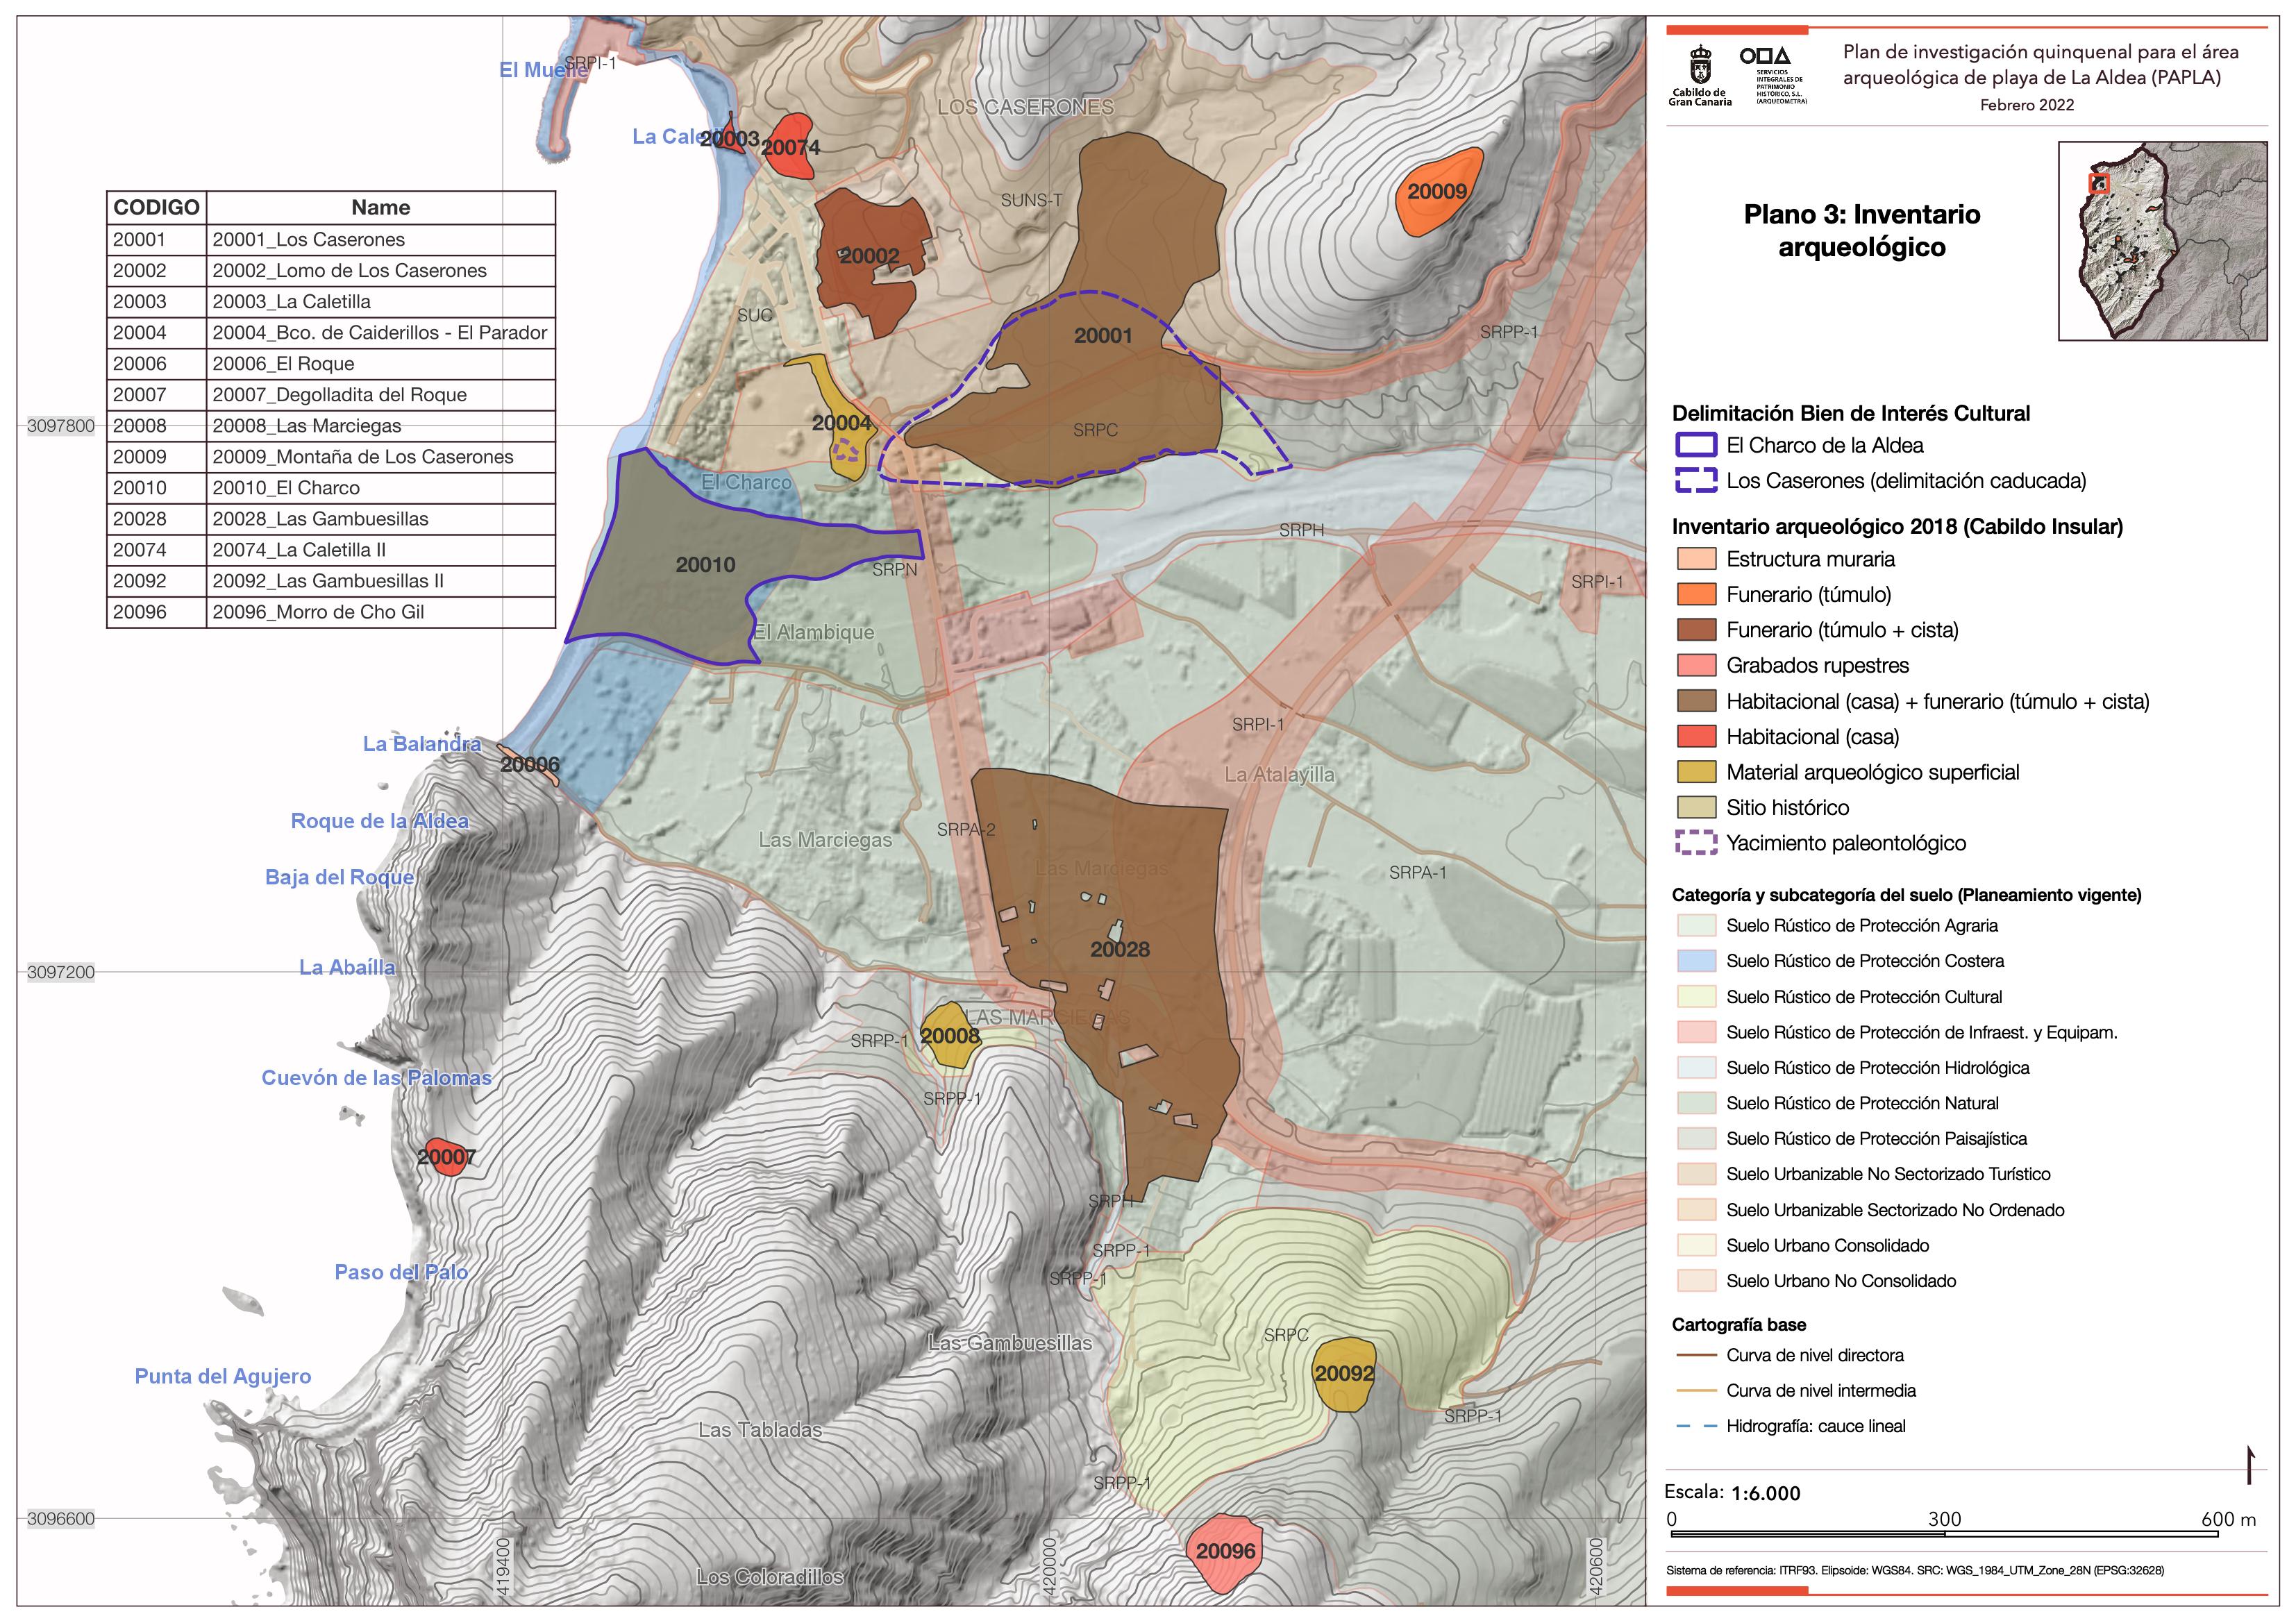 El Muelle
SRPI-1
LOS CASERONES
20003
20074
20009
SUNS-T
20002
SUC
20001
SRPP-1
CODIGO Name
20001 20001_Los Caserones
20002 20002_Lomo de Los Caserones
20003 20003_La Caletilla
20004 20004_Bco. de Caiderillos - El Parador
20006 20006_El Roque
20007 20007_Degolladita del Roque
20008 20008_Las Marciegas
20009 20009_Montaña de Los Caserones
20010 20010_El Charco
20028 20028_Las Gambuesillas
20074 20074_La Caletilla II
20092 20092_Las Gambuesillas II
20096 20096_Morro de Cho Gil
3097800
20004
SRPC
El Charco
SRPH
20010
SRPN
SRPI-1
El Alambique
SRPI-1
La Balandra
20006
La Atalayilla
Roque de la Aldea
SRPA-2
Las Marciegas
Las Marciegas
Baja del Roque
SRPA-1
20028
La Abaílla
3097200
LAS MARCIEGAS
20008
SRPP-1
Cuevón de las Palomas
SRPP-1
20007
SRPH
SRPP-1
Paso del Palo
SRPP-1
Las Gambuesillas
SRPC
Punta del Agujero
20092
SRPP-1
Las Tabladas
SRPP-1
3096600
20096
Los Coloradillos
419400
420000
420600
Cabildo de
Gran Canaria
SERVICIOS
INTEGRALES DE
PATRIMONIO
HISTÓRICO, S.L.
(ARQUEOMETRA)
Plan de investigación quinquenal para el área
arqueológica de playa de La Aldea (PAPLA)
Febrero 2022
Plano 3: Inventario
arqueológico
Delimitación Bien de Interés Cultural
El Charco de la Aldea
Los Caserones (delimitación caducada)
Inventario arqueológico 2018 (Cabildo Insular)
Estructura muraria
Funerario (túmulo)
Funerario (túmulo + cista)
Grabados rupestres
Habitacional (casa) + funerario (túmulo + cista)
Habitacional (casa)
Material arqueológico superficial
Sitio histórico
Yacimiento paleontológico
Categoría y subcategoría del suelo (Planeamiento vigente)
Suelo Rústico de Protección Agraria
Suelo Rústico de Protección Costera
Suelo Rústico de Protección Cultural
Suelo Rústico de Protección de Infraest. y Equipam.
Suelo Rústico de Protección Hidrológica
Suelo Rústico de Protección Natural
Suelo Rústico de Protección Paisajística
Suelo Urbanizable No Sectorizado Turístico
Suelo Urbanizable Sectorizado No Ordenado
Suelo Urbano Consolidado
Suelo Urbano No Consolidado
Cartografía base
Curva de nivel directora
Curva de nivel intermedia
Hidrografía: cauce lineal
Escala: 1:6.000
0 300 600 m
Sistema de referencia: ITRF93. Elipsoide: WGS84. SRC: WGS_1984_UTM_Zone_28N (EPSG:32628)